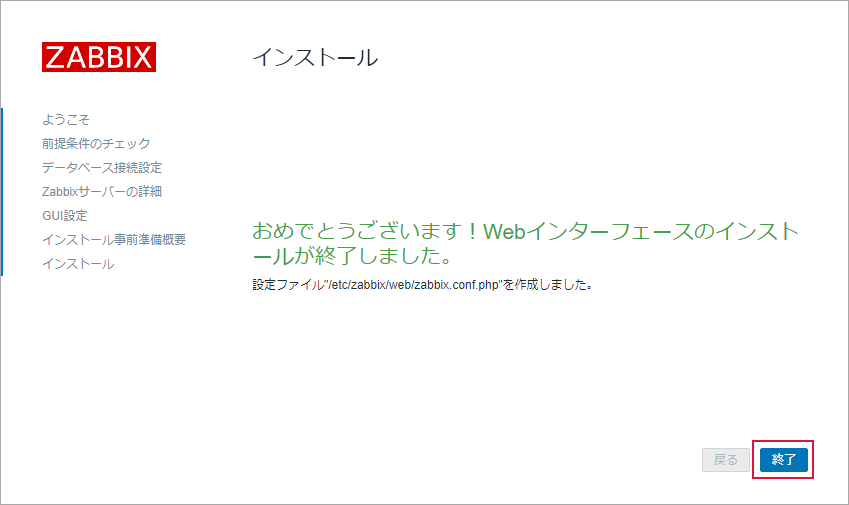 ZABBIX
インストール
ようこそ
前提条件のチェック
データベース接続設定
Zabbixサーバーの詳細
GUI設定
インストール事前準備概要
インストール
おめでとうございます！Webインターフェースのインスト
ールが終了しました。
設定ファイル"/etc/zabbix/web/zabbix.conf.php"を作成しました。
戻る
終了